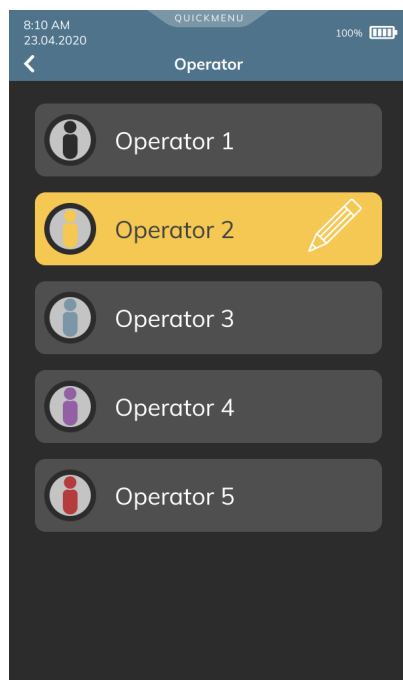 8:10 AM
QUICKMENU
100%
23.04.2020
Operator
Operator 1
Operator 2
Operator 3
Operator 4
Operator 5